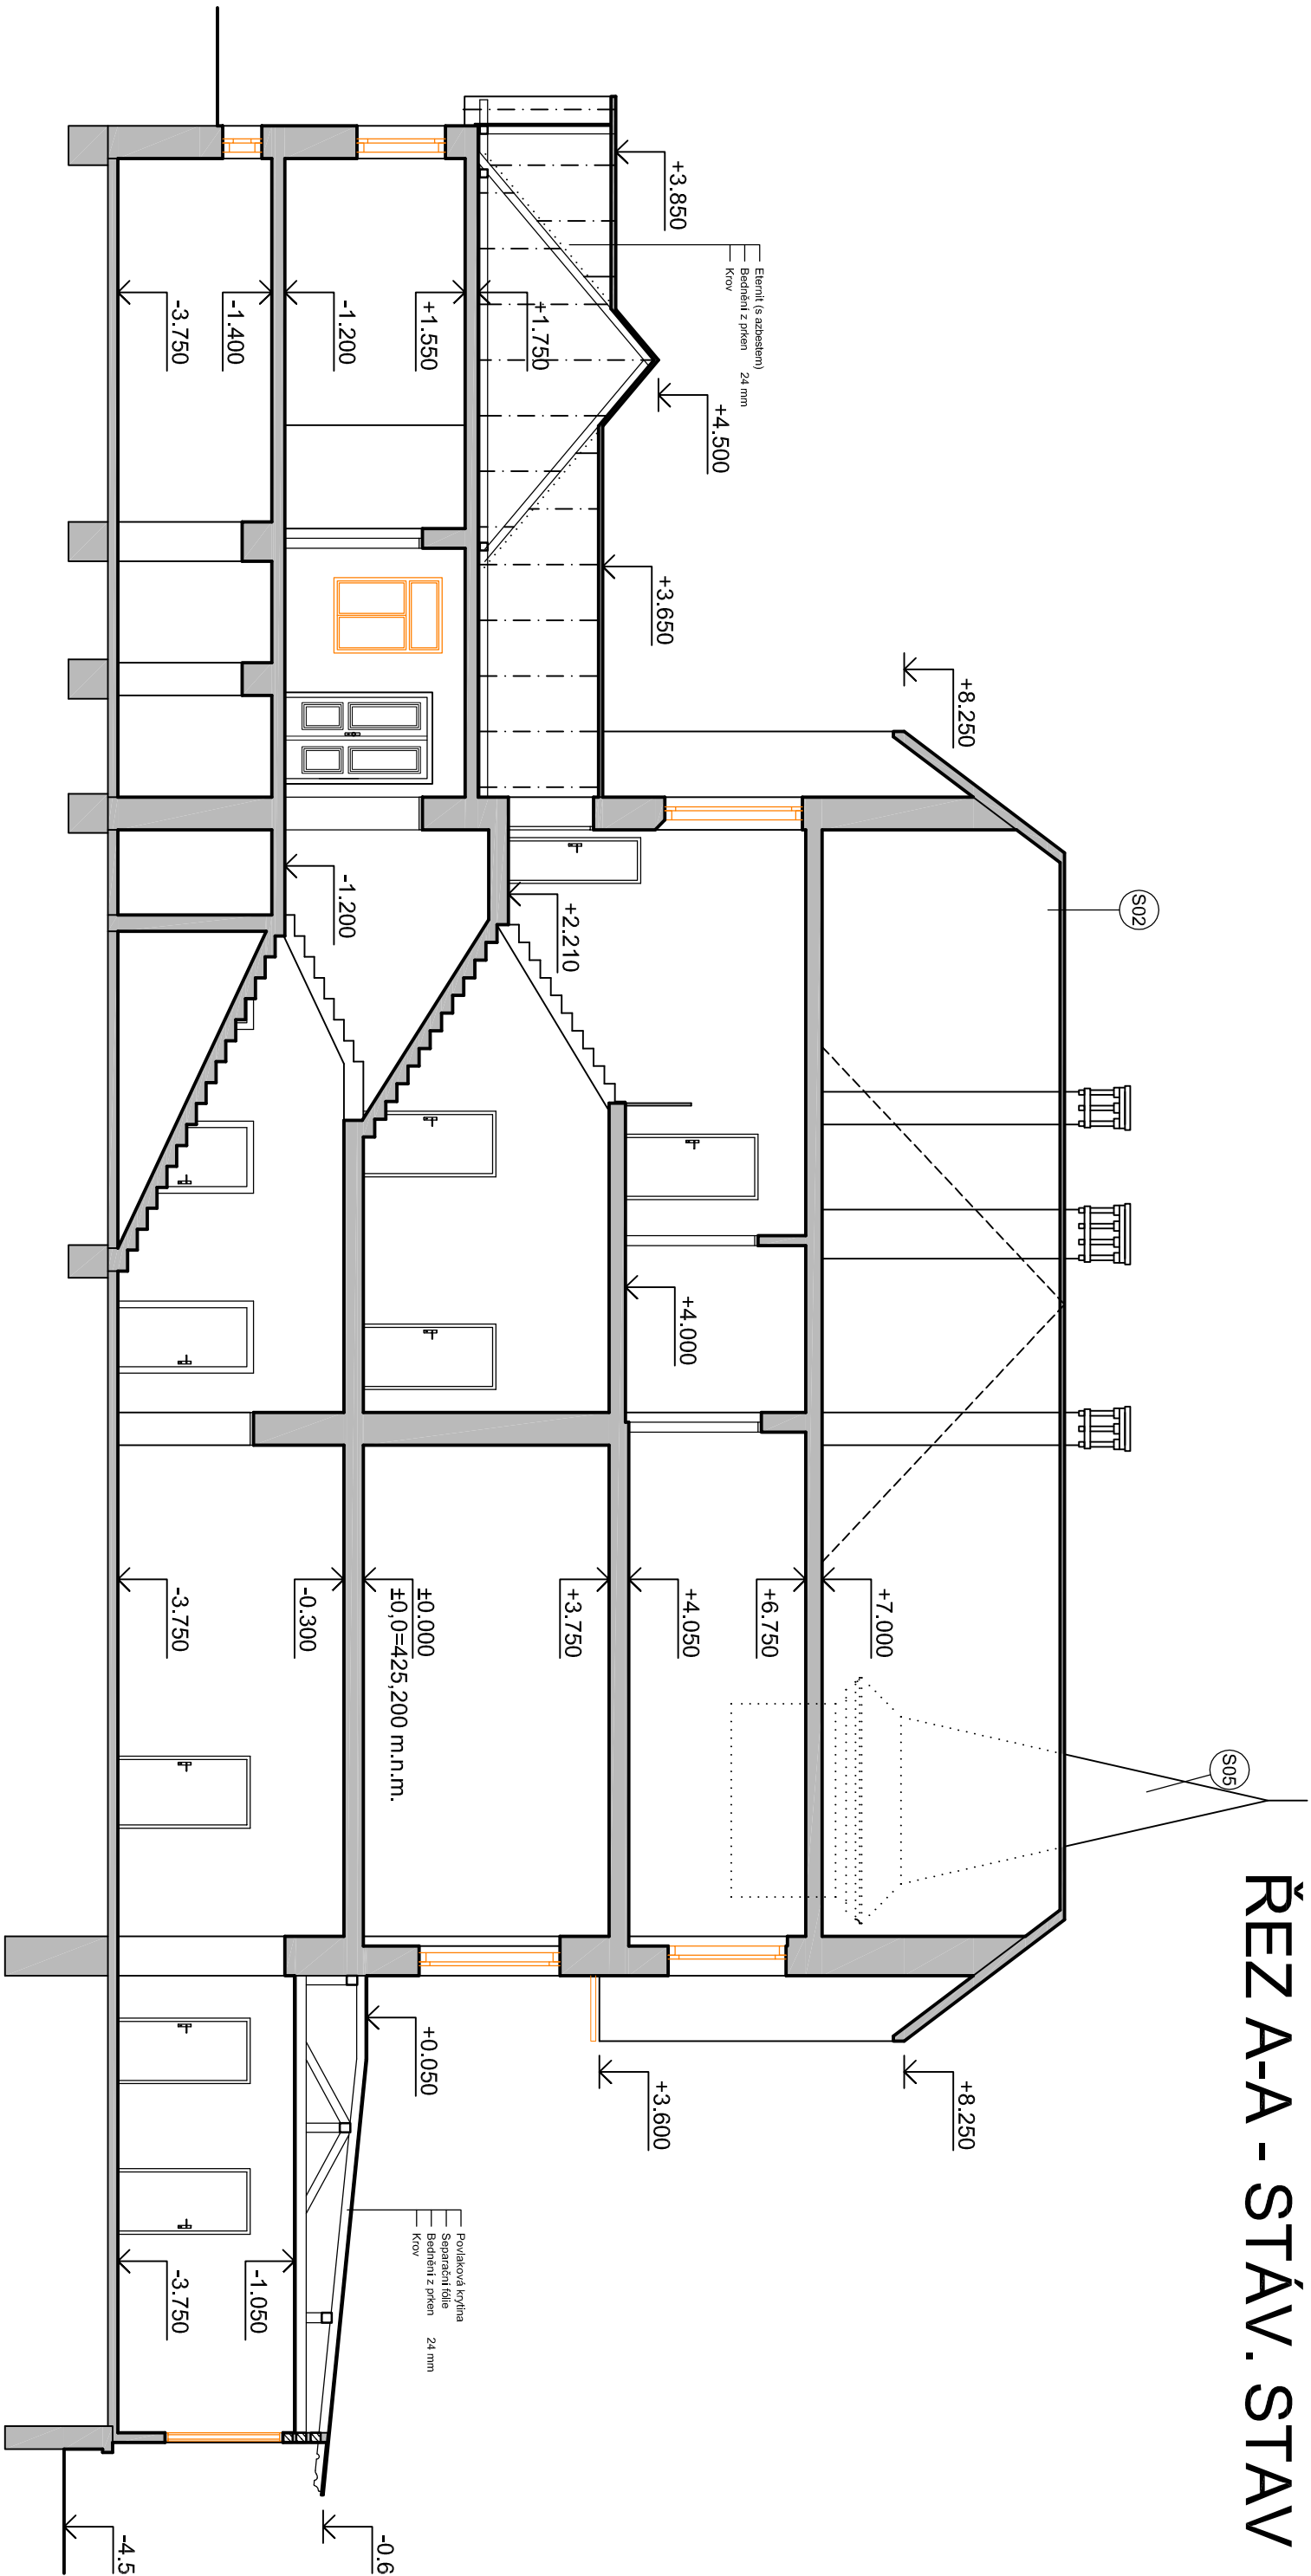 ŘEZ A-A - STÁV. STAV
S02
S05
+8.250
+8.250
+3.850
+4.500
+3.650
Eternit (s azbestem)
Bednění z prken 24 mm
Krov
+1.750
+1.550
-1.200
-1.400
-3.750
+2.210
-1.200
+4.000
+7.000
+6.750
+4.050
+3.750
±0.000
±0,0=425,200 m.n.m.
-0.300
-3.750
+3.600
+0.050
Povlaková krytina
Separační fólie
Bednění z prken 24 mm
Krov
-1.050
-3.750
-0.6
-4.5